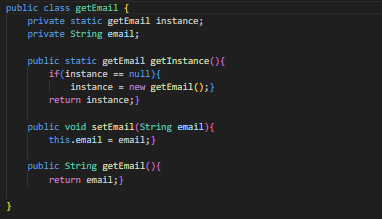 public class getEmail {
    private static getEmail instance;
    private String email;
    public static getEmail getInstance(){
        if(instance == null){
            instance = new getEmail();}
        return instance;}
    public void setEmail(String email){
        this.email = email;}
    public String getEmail(){
        return email;}
}